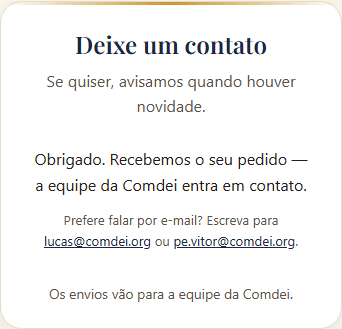 Deixe um contato
Se quiser, avisamos quando houver
novidade.
Obrigado. Recebemos o seu pedido —
a equipe da Comdei entra em contato.
Prefere falar por e-mail? Escreva para
lucas@comdei.org ou pe.vitor@comdei.org.
Os envios vão para a equipe da Comdei.